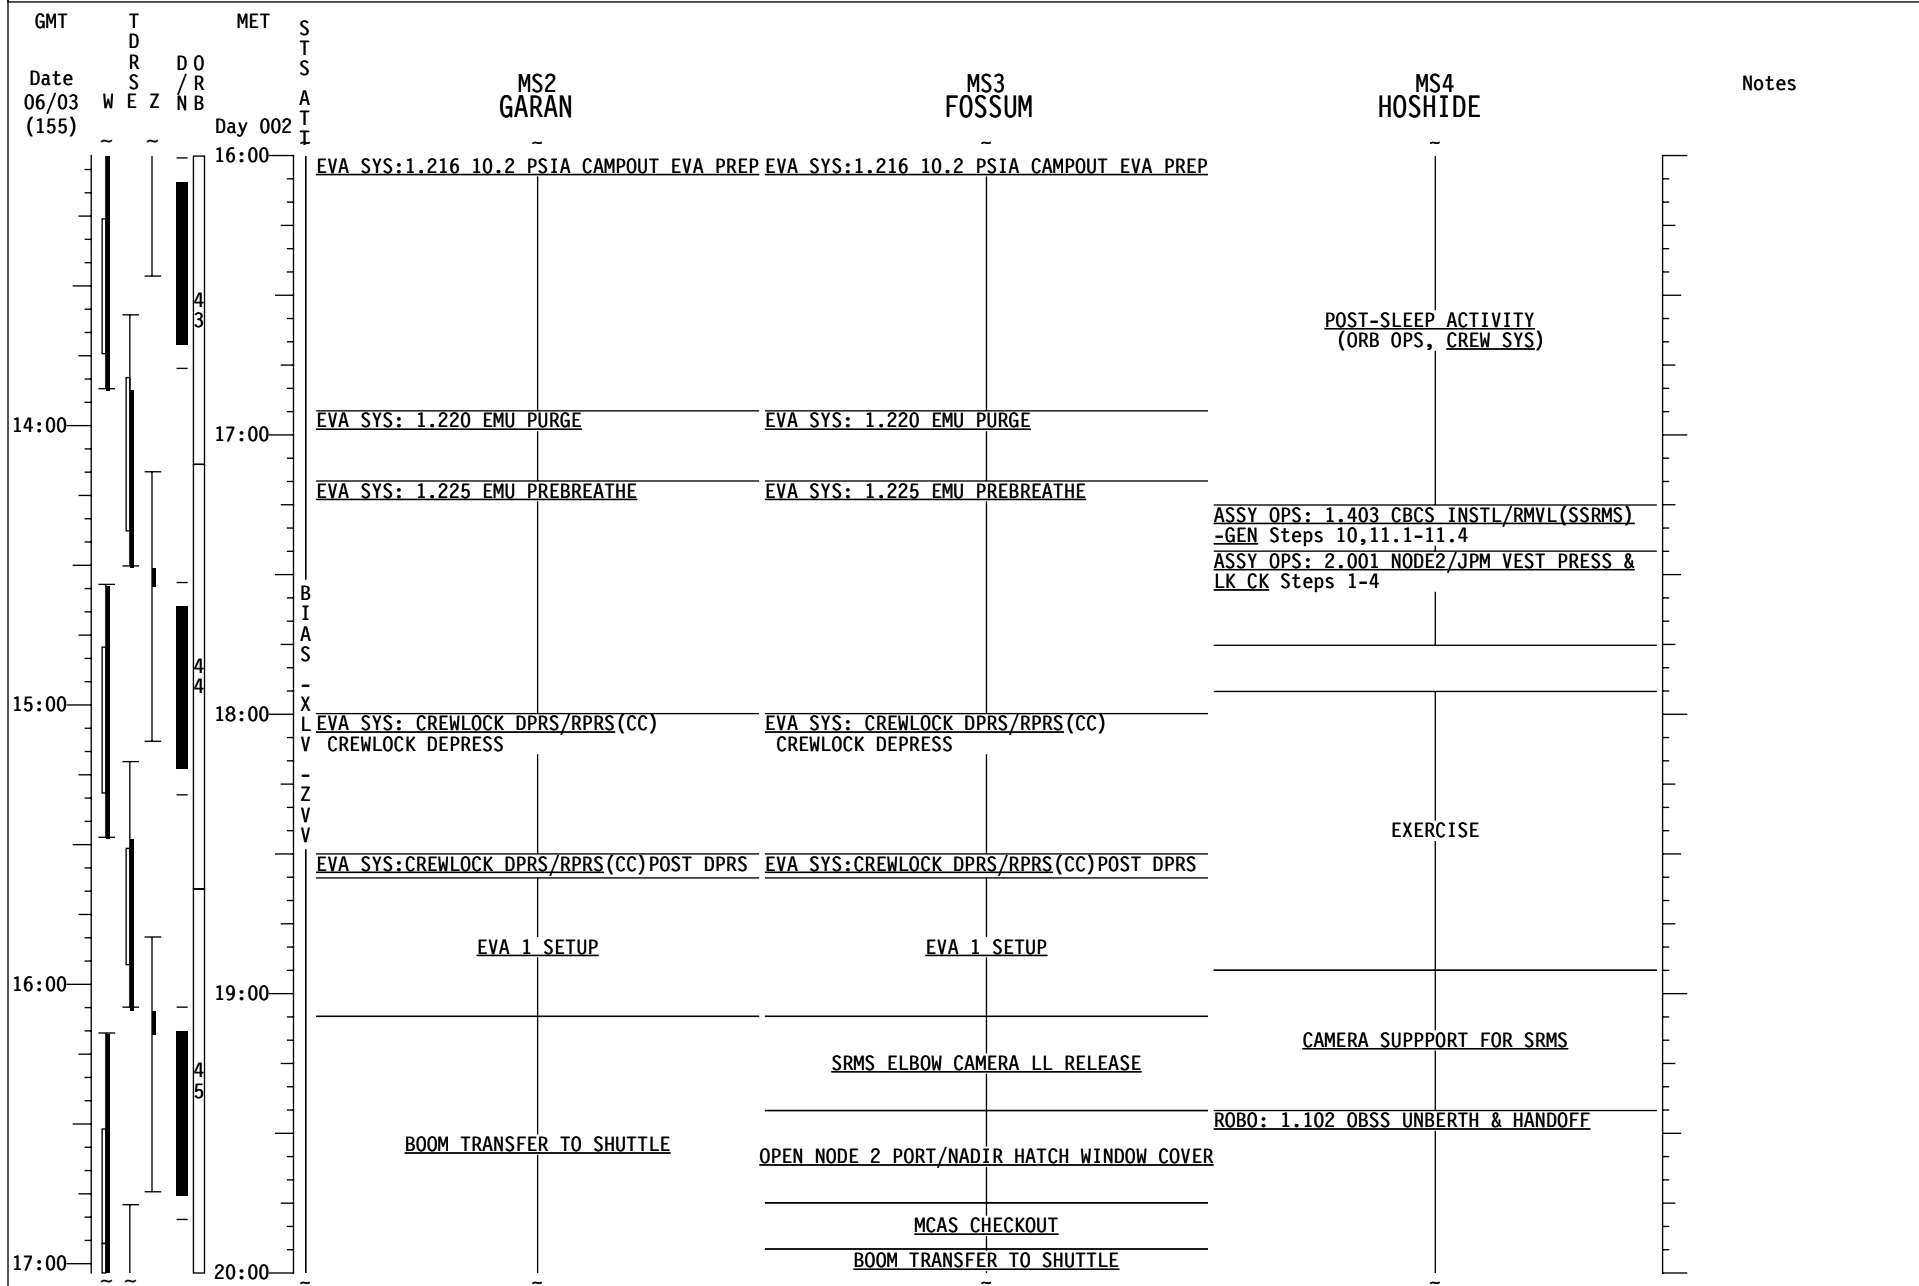 GMT
TDRSE
MET
STS ATT
Date
06/03
(155)
W E Z
D/N
ORB
Day 002
MS2
GARAN
MS3
FOSSUM
MS4
HOSHIDE
Notes
~ ~ ~ ~ ~
16:00
EVA SYS:1.216 10.2 PSIA CAMPOUT EVA PREP
EVA SYS:1.216 10.2 PSIA CAMPOUT EVA PREP
43
POST-SLEEP ACTIVITY
(ORB OPS, CREW SYS)
14:00
17:00
EVA SYS: 1.220 EMU PURGE
EVA SYS: 1.220 EMU PURGE
EVA SYS: 1.225 EMU PREBREATHE
EVA SYS: 1.225 EMU PREBREATHE
ASSY OPS: 1.403 CBCS INSTL/RMVL(SSRMS)
-GEN Steps 10,11.1-11.4
ASSY OPS: 2.001 NODE2/JPM VEST PRESS &
LK CK Steps 1-4
BIAS -XLV -ZVV
44
15:00
18:00
EVA SYS: CREWLOCK DPRS/RPRS(CC)
CREWLOCK DEPRESS
EVA SYS: CREWLOCK DPRS/RPRS(CC)
CREWLOCK DEPRESS
EXERCISE
EVA SYS:CREWLOCK DPRS/RPRS(CC)POST DPRS
EVA SYS:CREWLOCK DPRS/RPRS(CC)POST DPRS
EVA 1 SETUP
EVA 1 SETUP
16:00
19:00
CAMERA SUPPPORT FOR SRMS
SRMS ELBOW CAMERA LL RELEASE
45
ROBO: 1.102 OBSS UNBERTH & HANDOFF
BOOM TRANSFER TO SHUTTLE
OPEN NODE 2 PORT/NADIR HATCH WINDOW COVER
MCAS CHECKOUT
BOOM TRANSFER TO SHUTTLE
17:00
20:00
~ ~ ~ ~ ~ ~